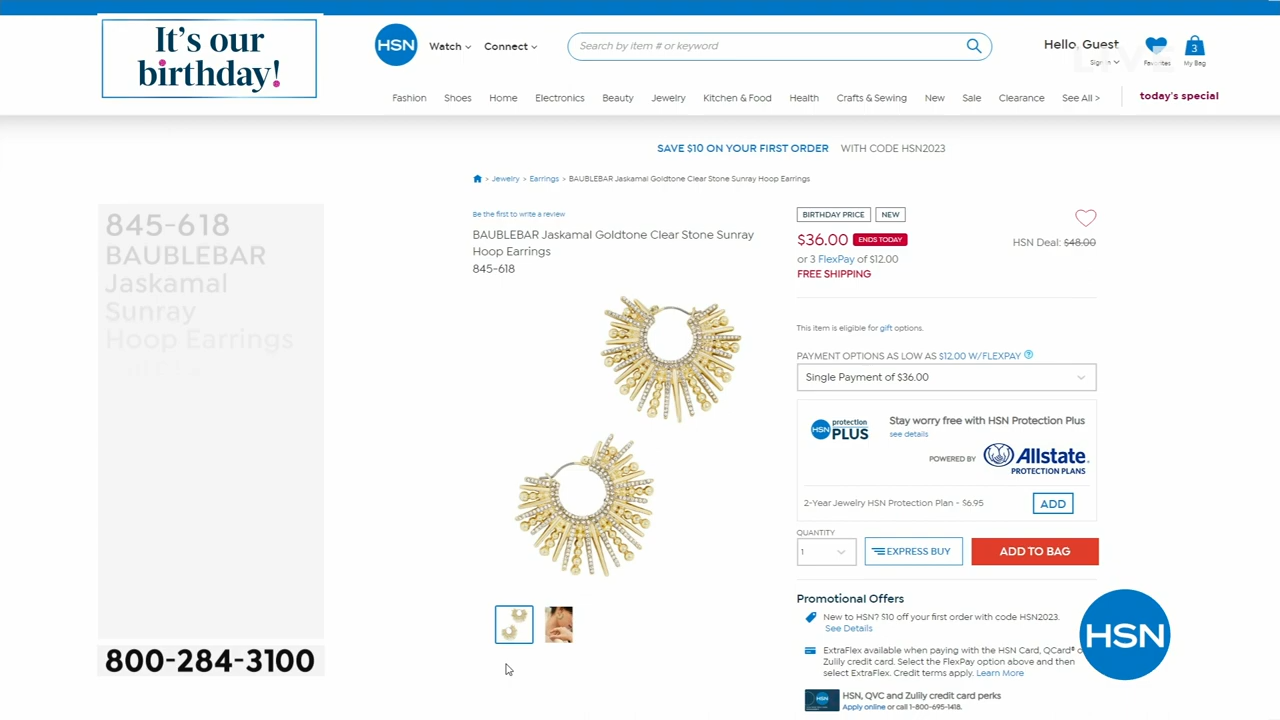 It's our
birthday!
HSN
Watch
Connect
Search by item # or keyword
Hello, Guest
Sign In
Favorites
3
My Bag
LIVE
Fashion
Shoes
Home
Electronics
Beauty
Jewelry
Kitchen & Food
Health
Crafts & Sewing
New
Sale
Clearance
See All >
today's special
SAVE $10 ON YOUR FIRST ORDER WITH CODE HSN2023
> Jewelry > Earrings > BAUBLEBAR Jaskamal Goldtone Clear Stone Sunray Hoop Earrings
845-618
BAUBLEBAR
Jaskamal
Sunray
Hoop Earrings
800-284-3100
Be the first to write a review
BAUBLEBAR Jaskamal Goldtone Clear Stone Sunray
Hoop Earrings
845-618
BIRTHDAY PRICE
NEW
$36.00 ENDS TODAY
HSN Deal: $48.00
or 3 FlexPay of $12.00
FREE SHIPPING
This item is eligible for gift options.
PAYMENT OPTIONS AS LOW AS $12.00 W/FLEXPAY ?
Single Payment of $36.00
HSN protection PLUS
Stay worry free with HSN Protection Plus
see details
POWERED BY Allstate.
PROTECTION PLANS
2-Year Jewelry HSN Protection Plan - $6.95
ADD
QUANTITY
1
EXPRESS BUY
ADD TO BAG
Promotional Offers
New to HSN? $10 off your first order with code HSN2023.
See Details
ExtraFlex available when paying with the HSN Card, QCard®
Zulily credit card. Select the FlexPay option above and then
select ExtraFlex. Credit terms apply. Learn More
HSN
HSN
HSN, QVC and Zulily credit card perks
Apply online or call 1-800-695-1418.